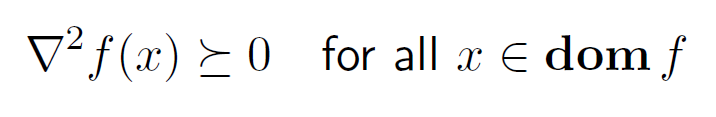 ∇²f(x) ⪰ 0 for all x ∈ dom f